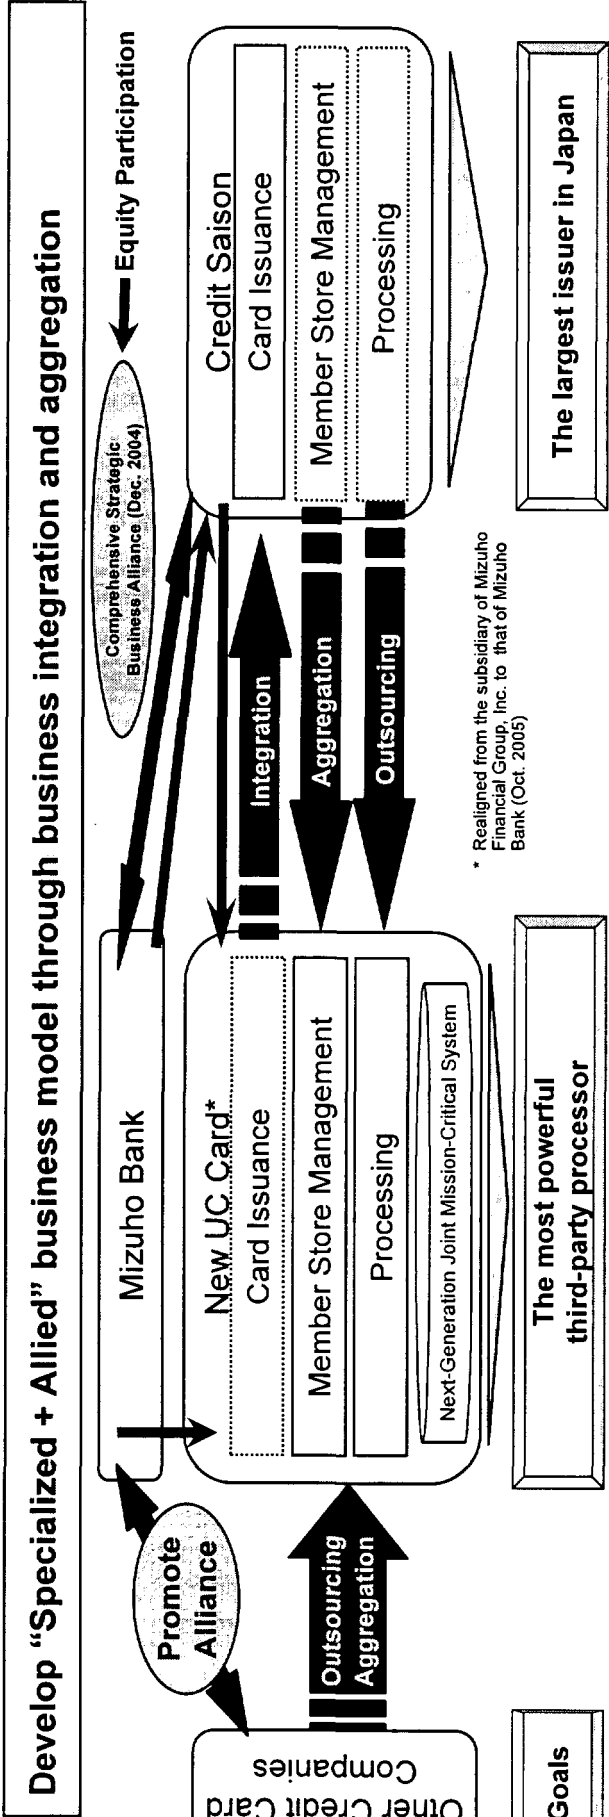 Develop “Specialized + Allied” business model through business integration and aggregation
Comprehensive Strategic
Business Alliance (Dec. 2004)
Equity Participation
Promote
Alliance
Mizuho Bank
Other Credit Card
Companies
Outsourcing
Aggregation
New UC Card*
Card Issuance
Member Store Management
Processing
Next-Generation Joint Mission-Critical System
Integration
Aggregation
Outsourcing
Credit Saison
Card Issuance
Member Store Management
Processing
* Realigned from the subsidiary of Mizuho
Financial Group, Inc. to that of Mizuho
Bank (Oct. 2005)
Goals
The most powerful
third-party processor
The largest issuer in Japan